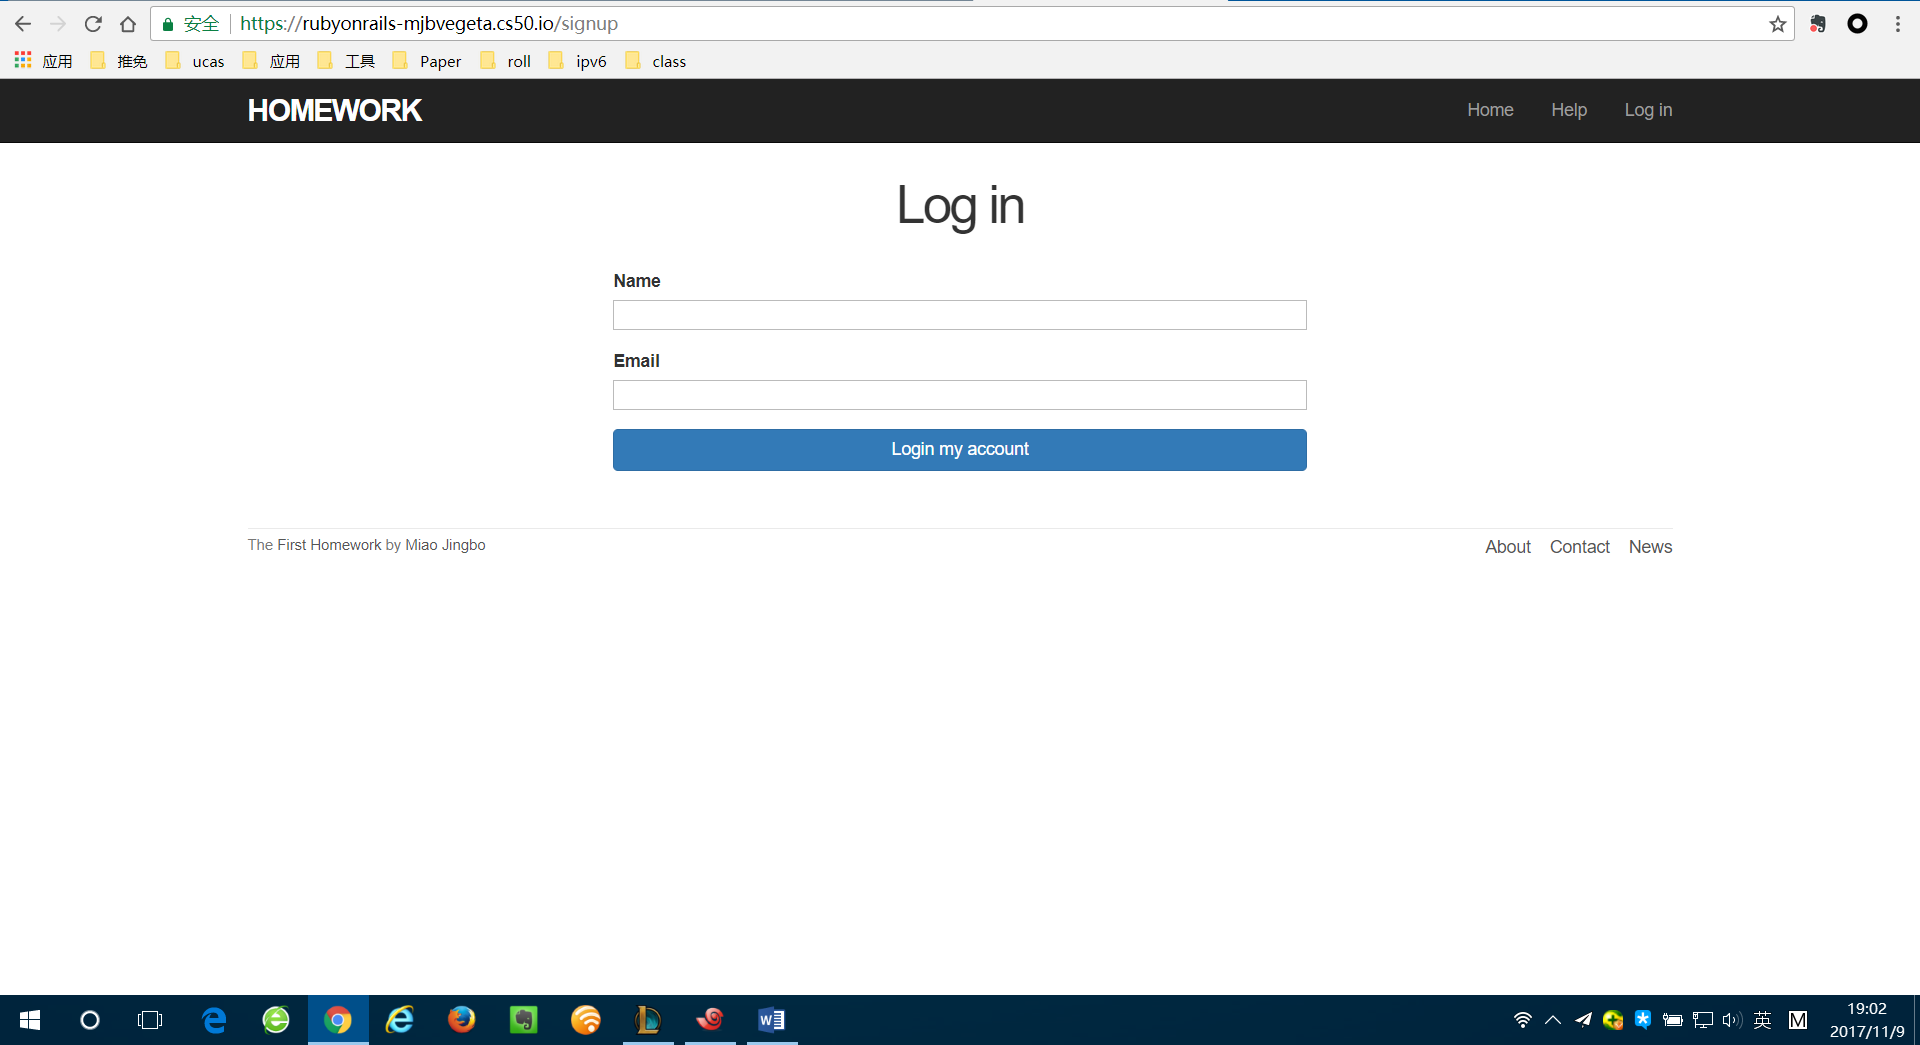 安全 https://rubyonrails-mjbvegeta.cs50.io/signup
应用 推免 ucas 应用 工具 Paper roll ipv6 class
HOMEWORK Home Help Log in
Log in
Name
Email
Login my account
The First Homework by Miao Jingbo About Contact News
英 M 19:02
2017/11/9